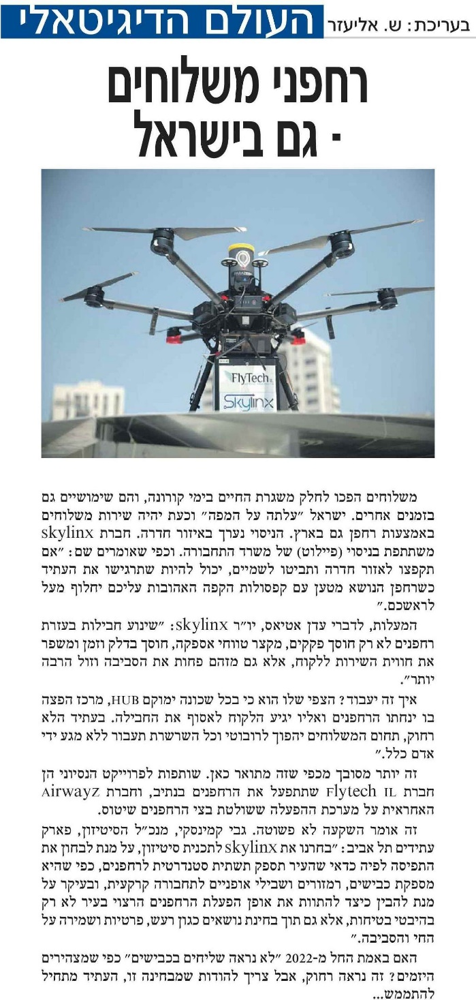 העולם הדיגיטאלי
בעריכת: ש. אליעזר
רחפני משלוחים
- גם בישראל
FlyTech IL
Skylinx
משלוחים הפכו לחלק משגרת החיים בימי קורונה, והם שימושיים גם
בזמנים אחרים. ישראל "עלתה על המפה" וכעת יהיה שירות משלוחים
באמצעות רחפן גם בארץ. הניסוי נערך באיזור חדרה. חברת skylinx
משתתפת בניסוי (פיילוט) של משרד התחבורה. וכפי שאומרים שם: "אם
תקפצו לאזור חדרה ותביטו לשמיים, יכול להיות שתרגישו את העתיד
כשרחפן הנושא מטען עם קפסולות הקפה האהובות עליכם יחלוף מעל
לראשכם."
המעלות, לדברי עדן אטיאס, יו"ר skylinx: "שינוע חבילות בעזרת
רחפנים לא רק חוסך פקקים, מקצר טווחי אספקה, חוסך בדלק וזמן ומשפר
את חווית השירות ללקוח, אלא גם מזהם פחות את הסביבה וזול הרבה
יותר".
איך זה יעבוד? הצפי שלו הוא כי בכל שכונה ימוקם HUB, מרכז הפצה
בו ינחתו הרחפנים ואליו יגיע הלקוח לאסוף את החבילה. בעתיד הלא
רחוק, תחום המשלוחים יהפוך לרובוטי וכל השרשרת תעבור ללא מגע ידי
אדם כלל."
זה יותר מסובך מכפי שזה מתואר כאן. שותפות לפרוייקט הנסיוני הן
חברת Flytech IL שתתפעל את הרחפנים בנתיב, וחברת Airwayz
האחראית על מערכת ההפעלה ששולטת בצי הרחפנים שיטוס.
זה אומר השקעה לא פשוטה. גבי קמינסקי, מנכ"ל הסיטיזון, פארק
עתידים תל אביב: "בחרנו את skylinx לתכנית סיטיזון, על מנת לבחון את
התפיסה לפיה כדאי שהעיר תספק תשתית סטנדרטית לרחפנים, כפי שהיא
מספקת כבישים, רמזורים ושבילי אופניים לתחבורה קרקעית, ובעיקר על
מנת להבין כיצד להתוות את אופן הפעלת הרחפנים הרצוי בעיר לא רק
בהיבטי בטיחות, אלא גם תוך בחינת נושאים כגון רעש, פרטיות ושמירה על
החי והסביבה."
האם באמת החל מ-2022 "לא נראה שליחים בכבישים" כפי שמצהירים
היזמים? זה נראה רחוק, אבל צריך להודות שמבחינה זו, העתיד מתחיל
להתממש...